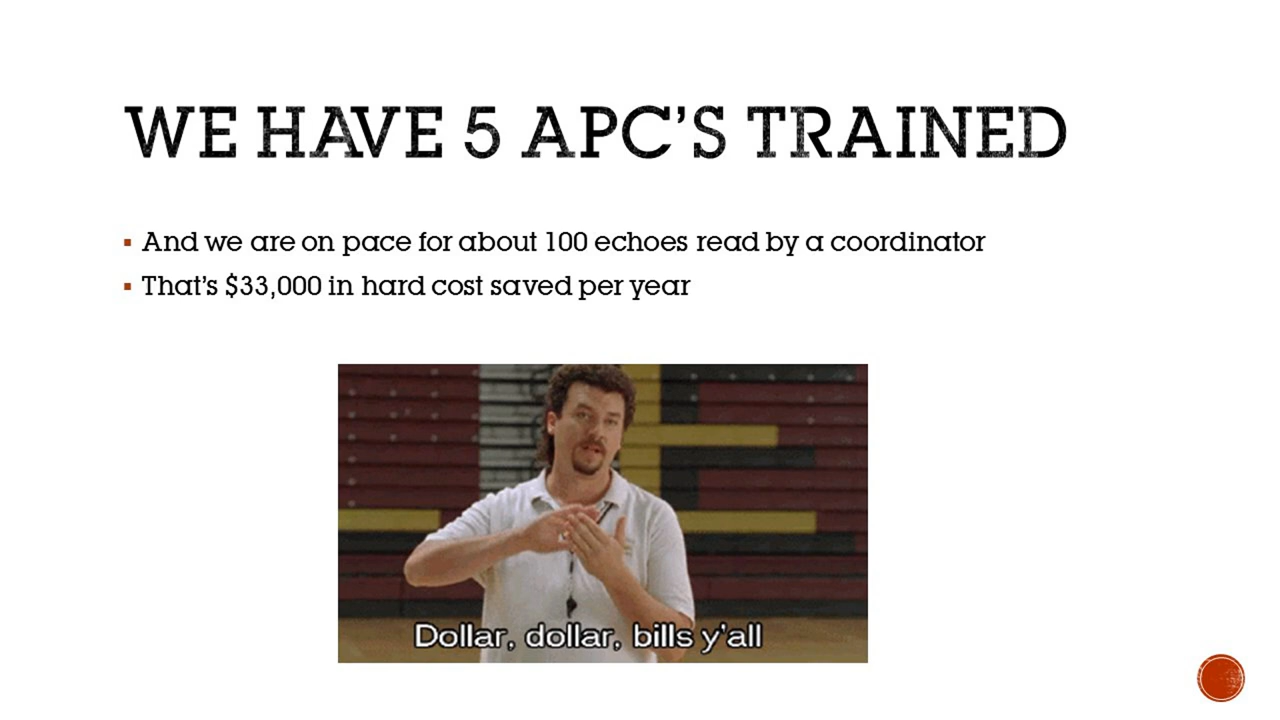 WE HAVE 5 APC'S TRAINED
And we are on pace for about 100 echoes read by a coordinator
That's $33,000 in hard cost saved per year
Dollar, dollar, bills y'all